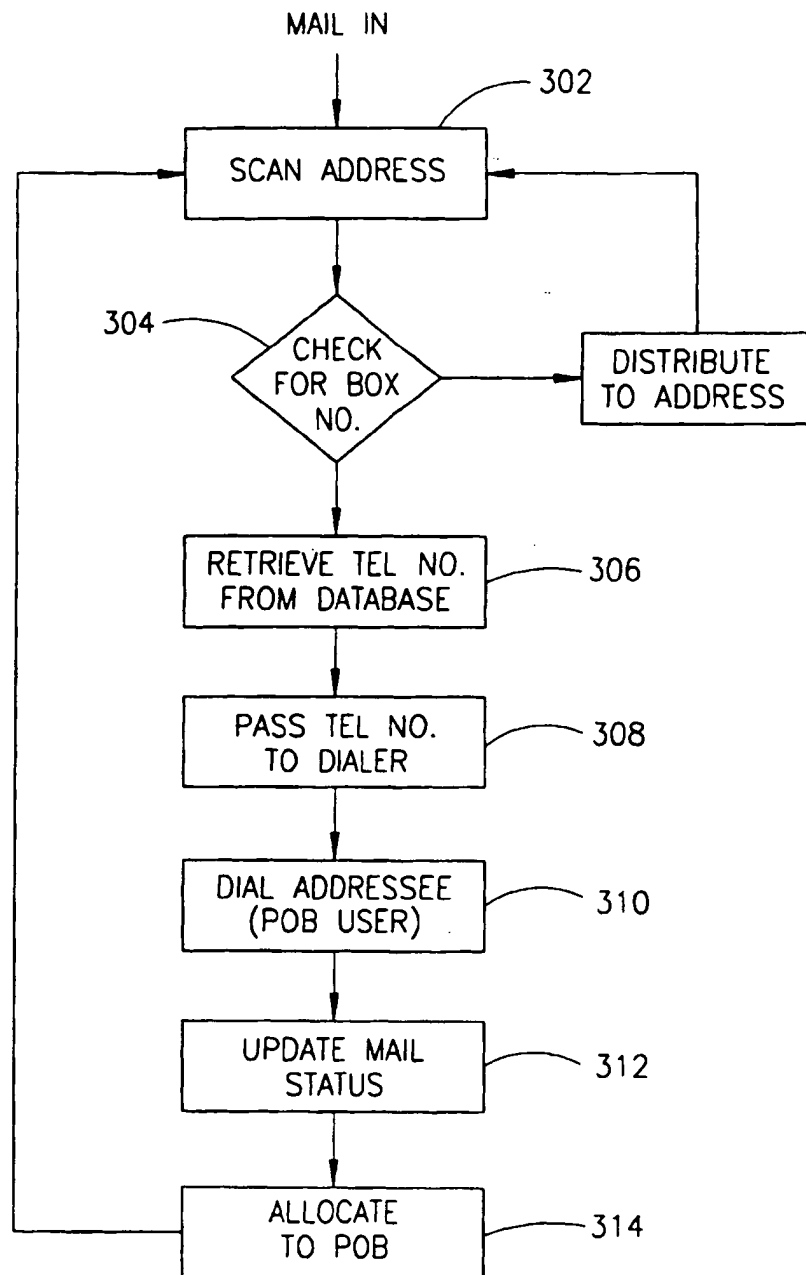 MAIL IN
302
SCAN ADDRESS
304
CHECK
FOR BOX
NO.
DISTRIBUTE
TO ADDRESS
RETRIEVE TEL NO.
FROM DATABASE
306
PASS TEL NO.
TO DIALER
308
DIAL ADDRESSEE
(POB USER)
310
UPDATE MAIL
STATUS
312
ALLOCATE
TO POB
314